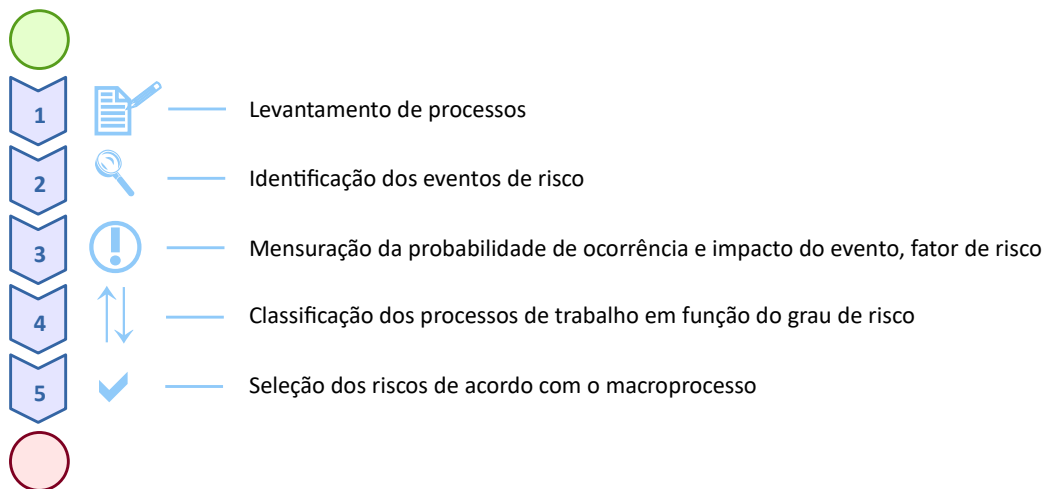 1 Levantamento de processos
2 Identificação dos eventos de risco
3 Mensuração da probabilidade de ocorrência e impacto do evento, fator de risco
4 Classificação dos processos de trabalho em função do grau de risco
5 Seleção dos riscos de acordo com o macroprocesso